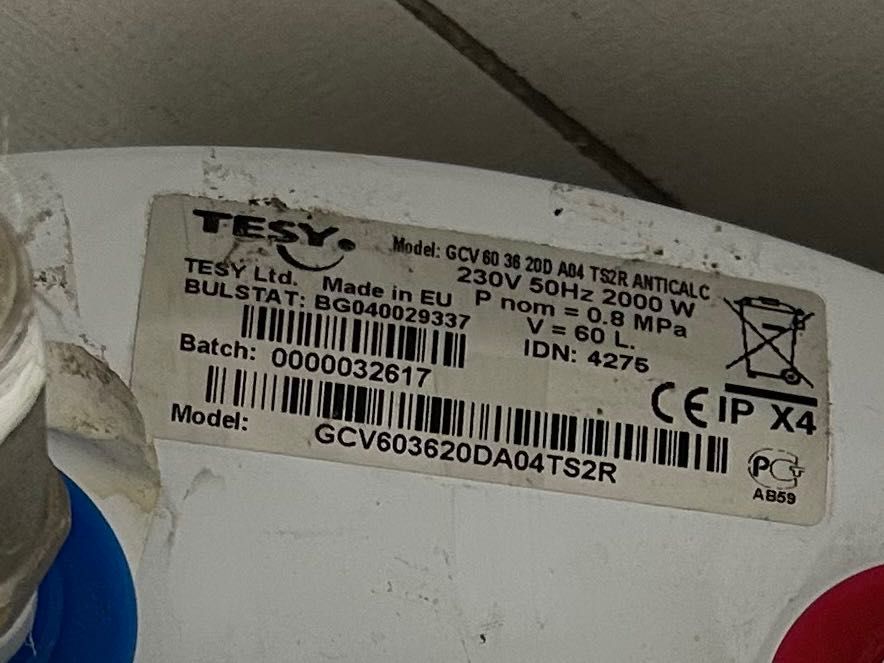 TESY
Model: GCV 60 36 20D A04 TS2R ANTICALC
230V 50Hz 2000 W
TESY Ltd. Made in EU P nom = 0.8 MPa
BULSTAT: BG040029337 V = 60 L.
IDN: 4275
Batch: 0000032617
CE IP X4
Model: GCV603620DA04TS2R
PCT
AB59